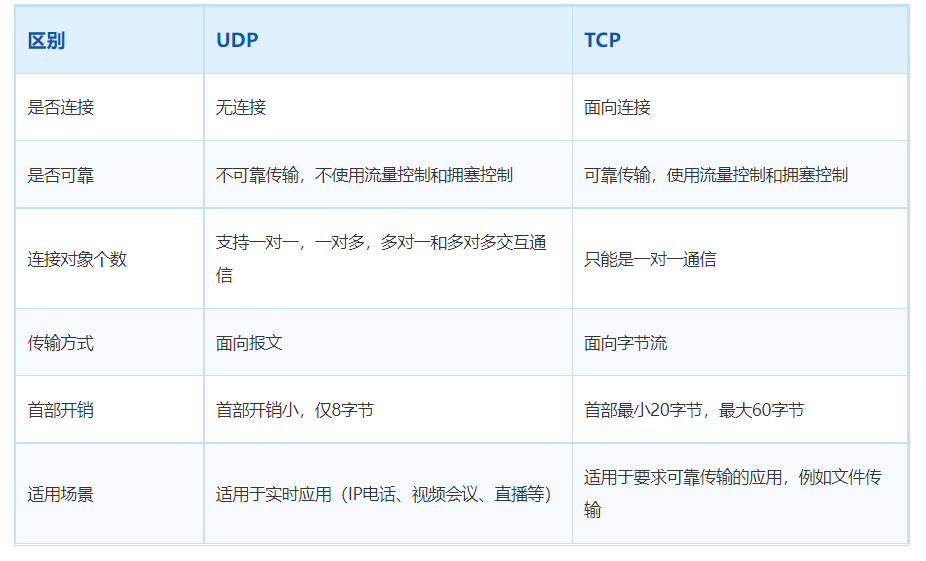 区别 UDP TCP
是否连接 无连接 面向连接
是否可靠 不可靠传输，不使用流量控制和拥塞控制 可靠传输，使用流量控制和拥塞控制
连接对象个数 支持一对一，一对多，多对一和多对多交互通
信 只能是一对一通信
传输方式 面向报文 面向字节流
首部开销 首部开销小，仅8字节 首部最小20字节，最大60字节
适用场景 适用于实时应用（IP电话、视频会议、直播等） 适用于要求可靠传输的应用，例如文件传
输